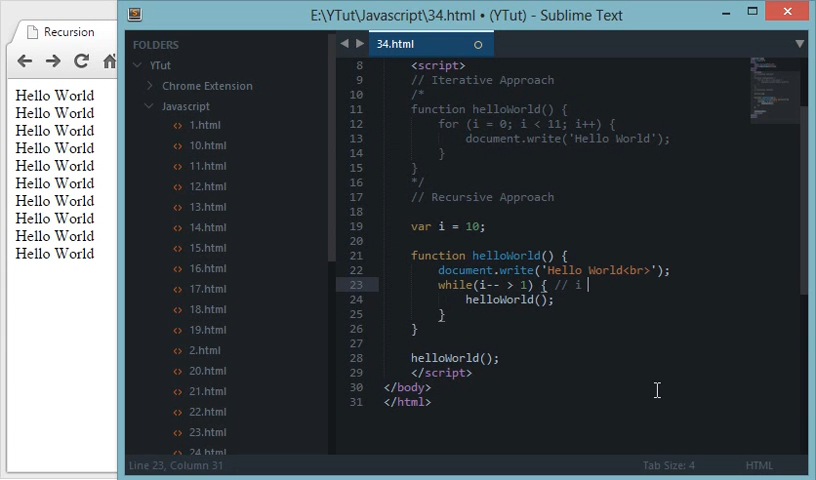 Recursion
Hello World
Hello World
Hello World
Hello World
Hello World
Hello World
Hello World
Hello World
Hello World
Hello World
E:\YTut\Javascript\34.html • (YTut) - Sublime Text
FOLDERS
YTut
Chrome Extension
Javascript
1.html
10.html
11.html
12.html
13.html
14.html
15.html
16.html
17.html
18.html
19.html
2.html
20.html
21.html
22.html
23.html
24.html
34.html
8 <script>
9 // Iterative Approach
10 /*
11 function helloWorld() {
12 for (i = 0; i < 11; i++) {
13 document.write('Hello World');
14 }
15 }
16 */
17 // Recursive Approach
18
19 var i = 10;
20
21 function helloWorld() {
22 document.write('Hello World<br>');
23 while(i-- > 1) { // i
24 helloWorld();
25 }
26 }
27
28 helloWorld();
29 </script>
30 </body>
31 </html>
Line 23, Column 31
Tab Size: 4
HTML